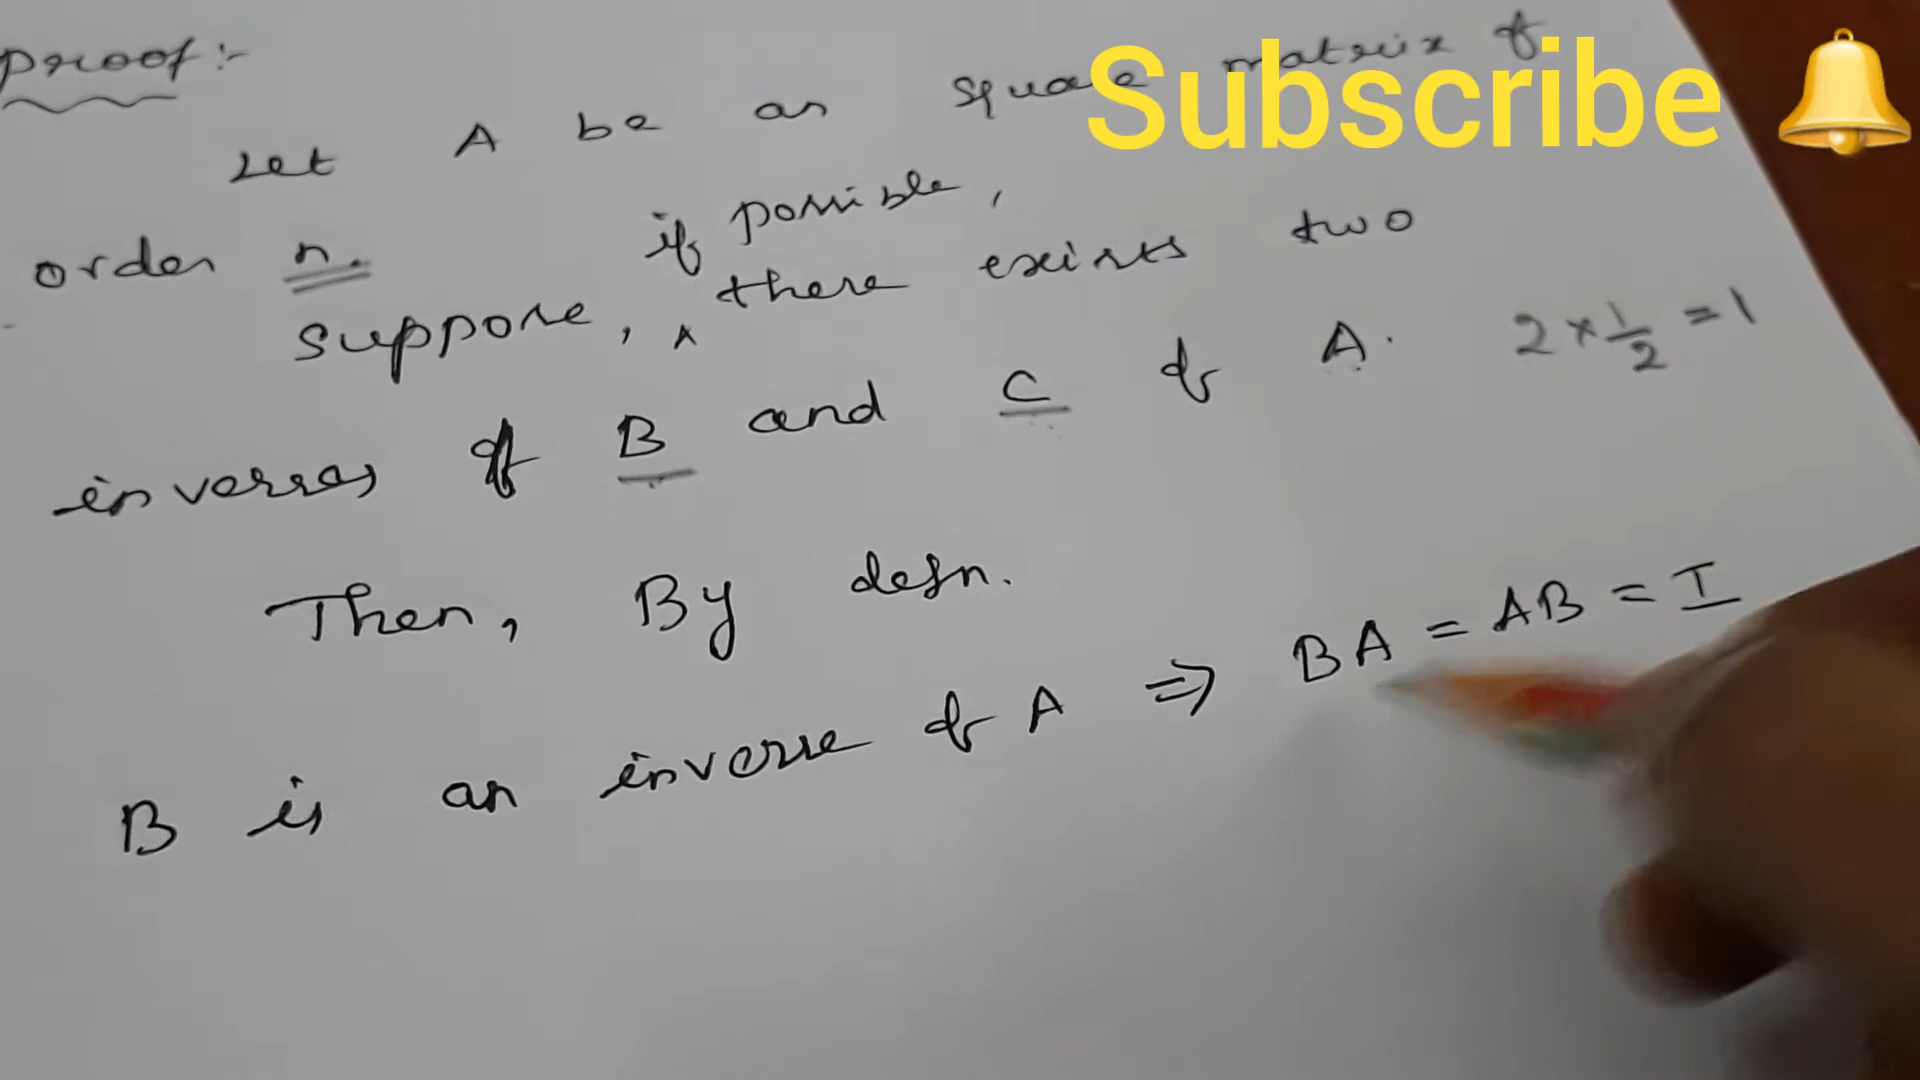 Proof :-
Subscribe
Let A be an square matrix of
order n.
if possible,
Suppose, ∧ there exists two
inverses of B and C of A.
2 × 1/2 = 1
Then, By defn.
B is an inverse of A ⇒ BA = AB = I